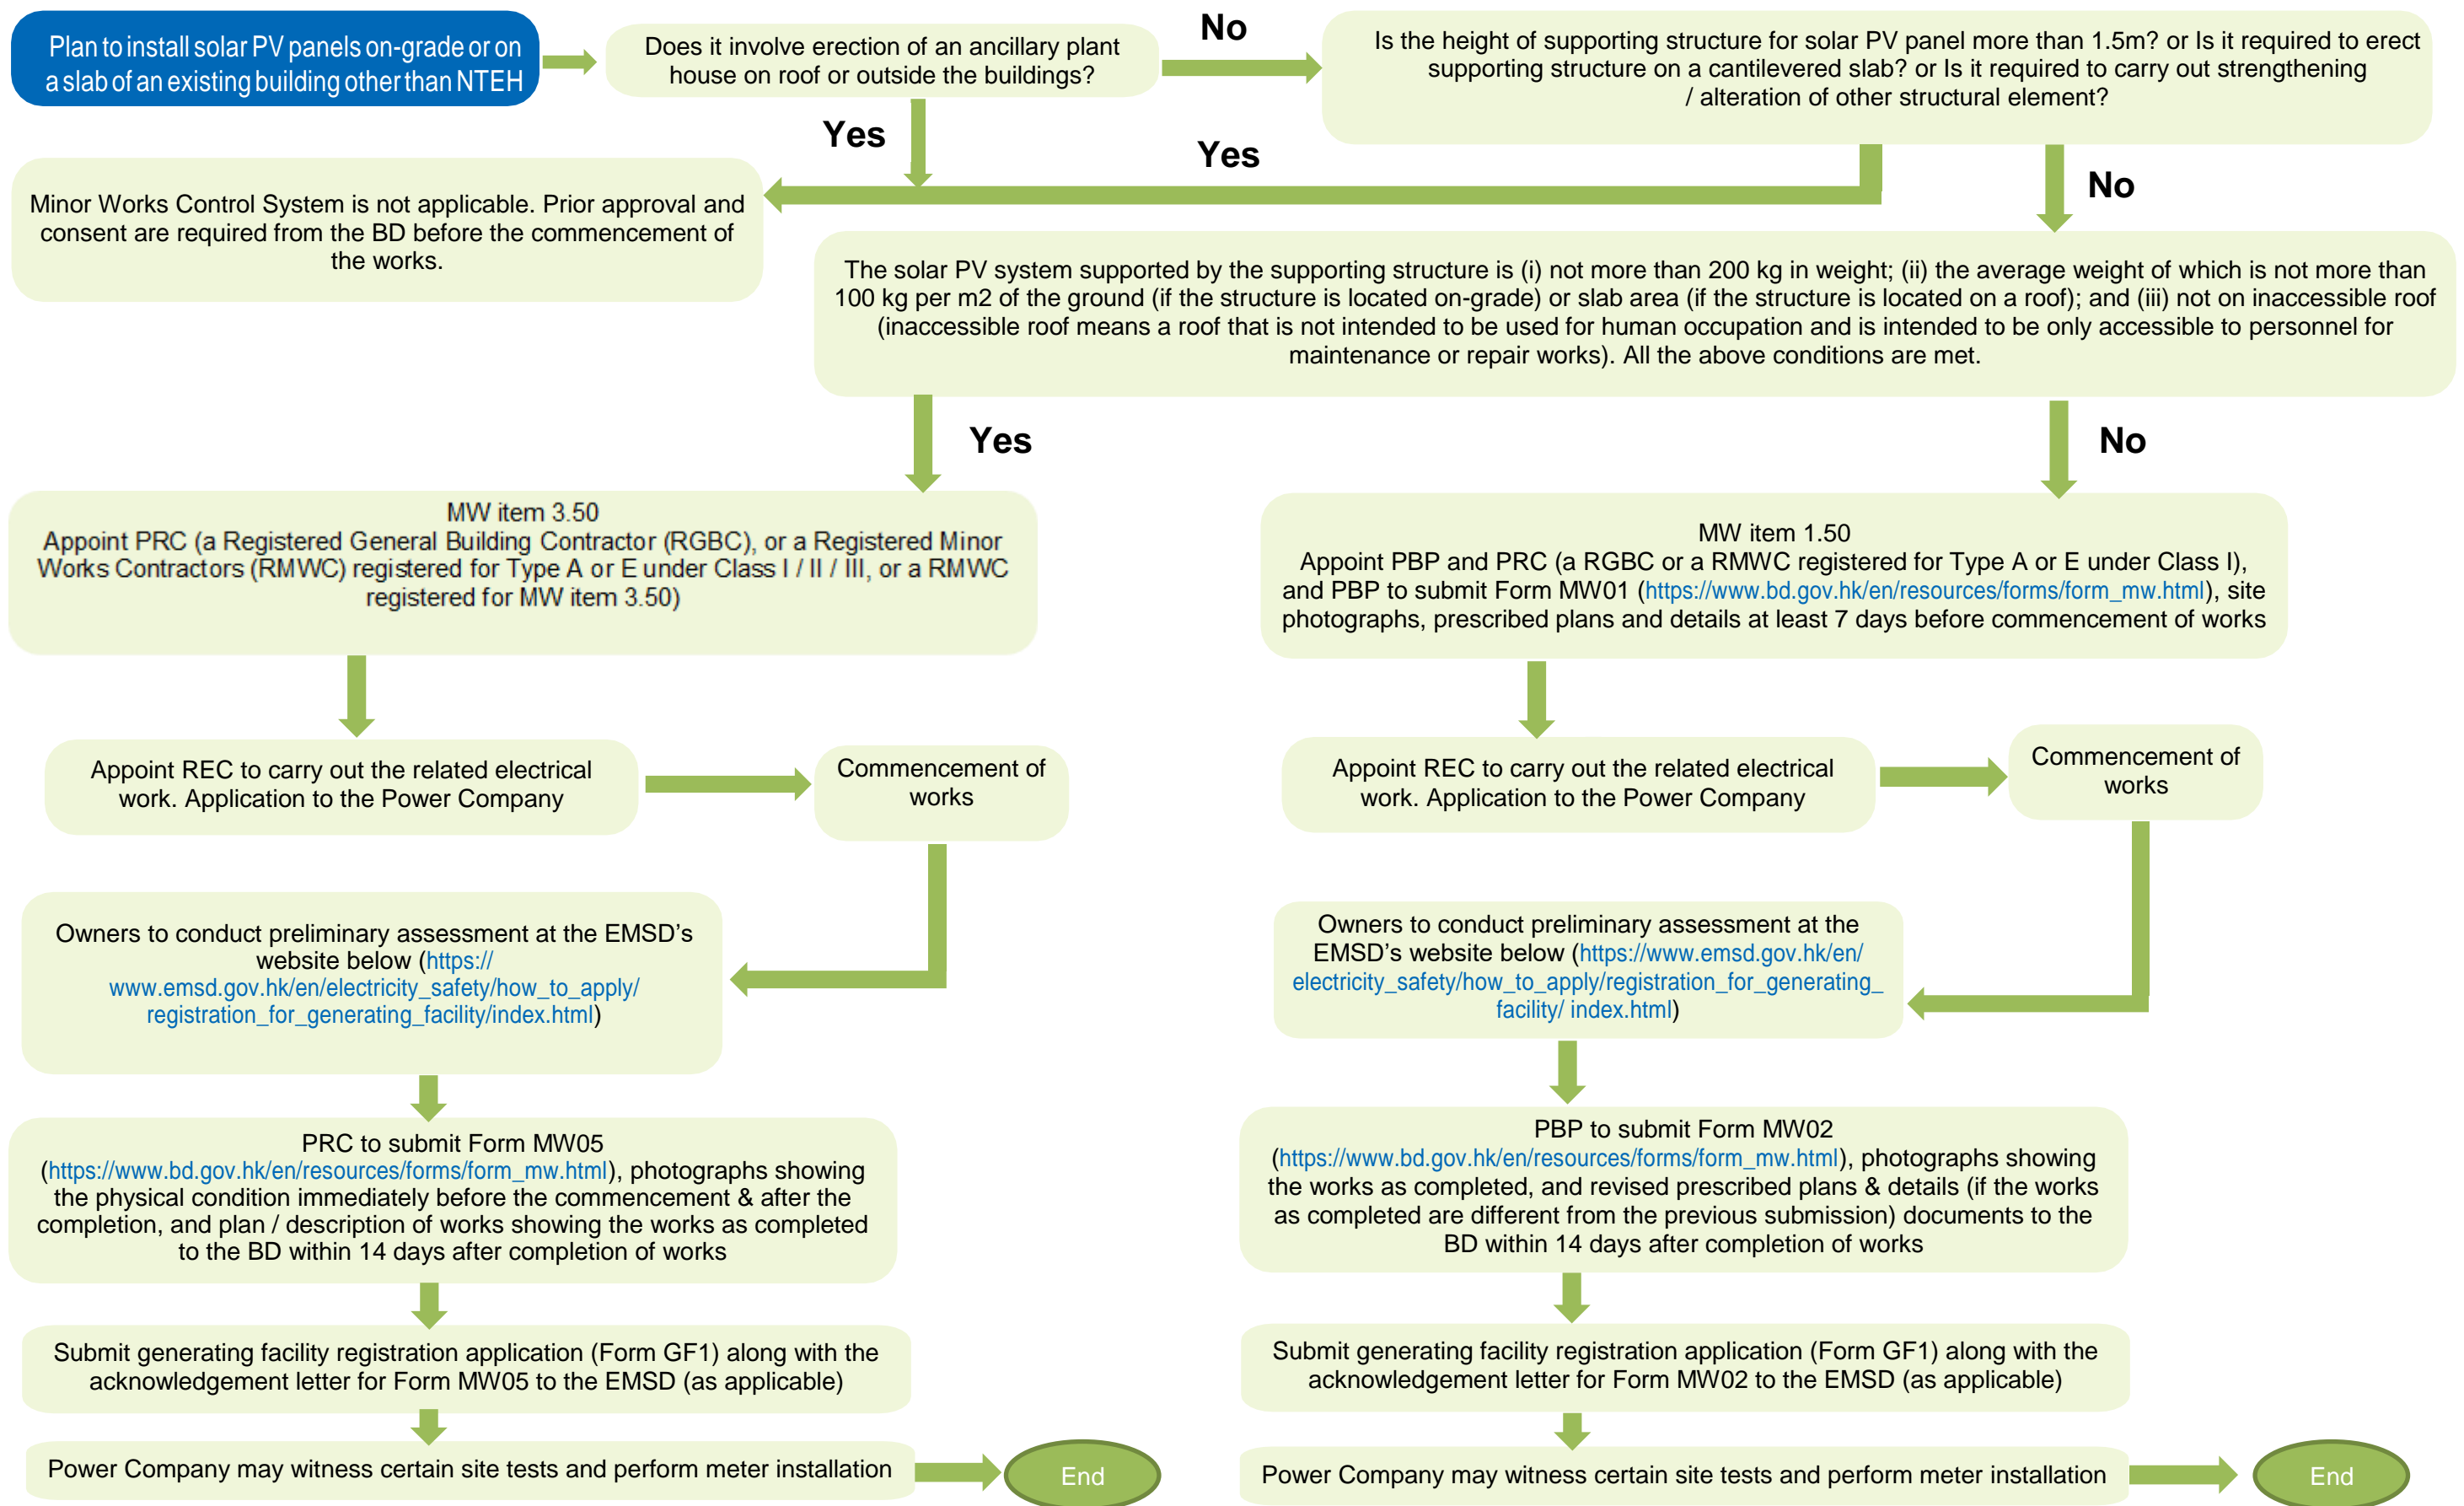 Plan to install solar PV panels on-grade or on
a slab of an existing building other than NTEH
Does it involve erection of an ancillary plant
house on roof or outside the buildings?
No
Is the height of supporting structure for solar PV panel more than 1.5m? or Is it required to erect
supporting structure on a cantilevered slab? or Is it required to carry out strengthening
/ alteration of other structural element?
Yes
Yes
No
Minor Works Control System is not applicable. Prior approval and
consent are required from the BD before the commencement of
the works.
The solar PV system supported by the supporting structure is (i) not more than 200 kg in weight; (ii) the average weight of which is not more than
100 kg per m2 of the ground (if the structure is located on-grade) or slab area (if the structure is located on a roof); and (iii) not on inaccessible roof
(inaccessible roof means a roof that is not intended to be used for human occupation and is intended to be only accessible to personnel for
maintenance or repair works). All the above conditions are met.
Yes
No
MW item 3.50
Appoint PRC (a Registered General Building Contractor (RGBC), or a Registered Minor
Works Contractors (RMWC) registered for Type A or E under Class I / II / III, or a RMWC
registered for MW item 3.50)
MW item 1.50
Appoint PBP and PRC (a RGBC or a RMWC registered for Type A or E under Class I),
and PBP to submit Form MW01 (https://www.bd.gov.hk/en/resources/forms/form_mw.html), site
photographs, prescribed plans and details at least 7 days before commencement of works
Appoint REC to carry out the related electrical
work. Application to the Power Company
Commencement of
works
Appoint REC to carry out the related electrical
work. Application to the Power Company
Commencement of
works
Owners to conduct preliminary assessment at the EMSD’s
website below (https://
www.emsd.gov.hk/en/electricity_safety/how_to_apply/
registration_for_generating_facility/index.html)
Owners to conduct preliminary assessment at the
EMSD’s website below (https://www.emsd.gov.hk/en/
electricity_safety/how_to_apply/registration_for_generating_
facility/ index.html)
PRC to submit Form MW05
(https://www.bd.gov.hk/en/resources/forms/form_mw.html), photographs showing
the physical condition immediately before the commencement & after the
completion, and plan / description of works showing the works as completed
to the BD within 14 days after completion of works
PBP to submit Form MW02
(https://www.bd.gov.hk/en/resources/forms/form_mw.html), photographs showing
the works as completed, and revised prescribed plans & details (if the works
as completed are different from the previous submission) documents to the
BD within 14 days after completion of works
Submit generating facility registration application (Form GF1) along with the
acknowledgement letter for Form MW05 to the EMSD (as applicable)
Submit generating facility registration application (Form GF1) along with the
acknowledgement letter for Form MW02 to the EMSD (as applicable)
Power Company may witness certain site tests and perform meter installation
End
Power Company may witness certain site tests and perform meter installation
End